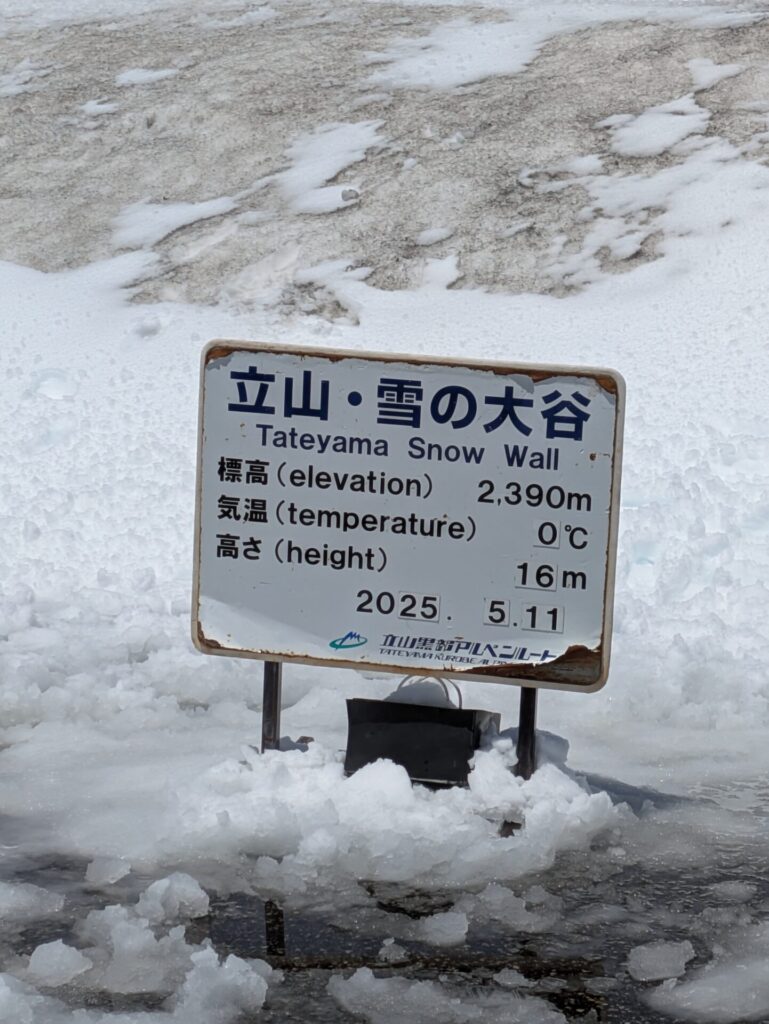 立山・雪の大谷
Tateyama Snow Wall
標高(elevation) 2,390m
気温(temperature) 0℃
高さ(height) 16m
2025. 5.11
立山黒部アルペンルート
TATEYAMA KUROBE